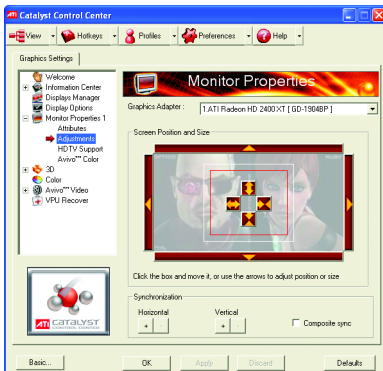 ATI Catalyst Control Center
View Hotkeys Profiles Preferences Help
Graphics Settings
Welcome
Information Center
Displays Manager
Display Options
Monitor Properties 1
Attributes
Adjustments
HDTV Support
Avivo™ Color
3D
Color
Avivo™ Video
VPU Recover
Monitor Properties
Graphics Adapter :
1.ATI Radeon HD 2400 XT [ GD-1904BP ]
Screen Position and Size
Click the box and move it, or use the arrows to adjust position or size
Synchronization
Horizontal
Vertical
+ -
+ -
Composite sync
ATI CATALYST
CONTROL CENTER
Basic...
OK
Apply
Discard
Defaults